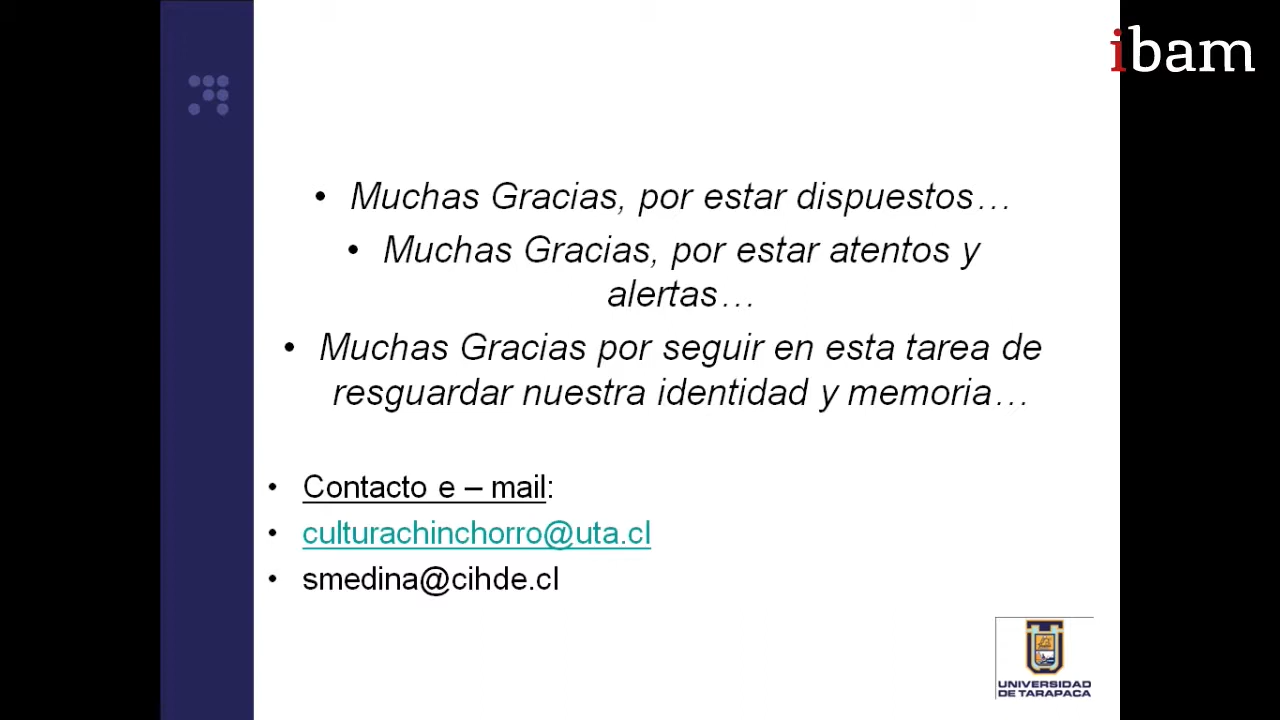 ibam
• Muchas Gracias, por estar dispuestos…
• Muchas Gracias, por estar atentos y
alertas…
• Muchas Gracias por seguir en esta tarea de
resguardar nuestra identidad y memoria…
• Contacto e – mail:
• culturachinchorro@uta.cl
• smedina@cihde.cl
UNIVERSIDAD
DE TARAPACA